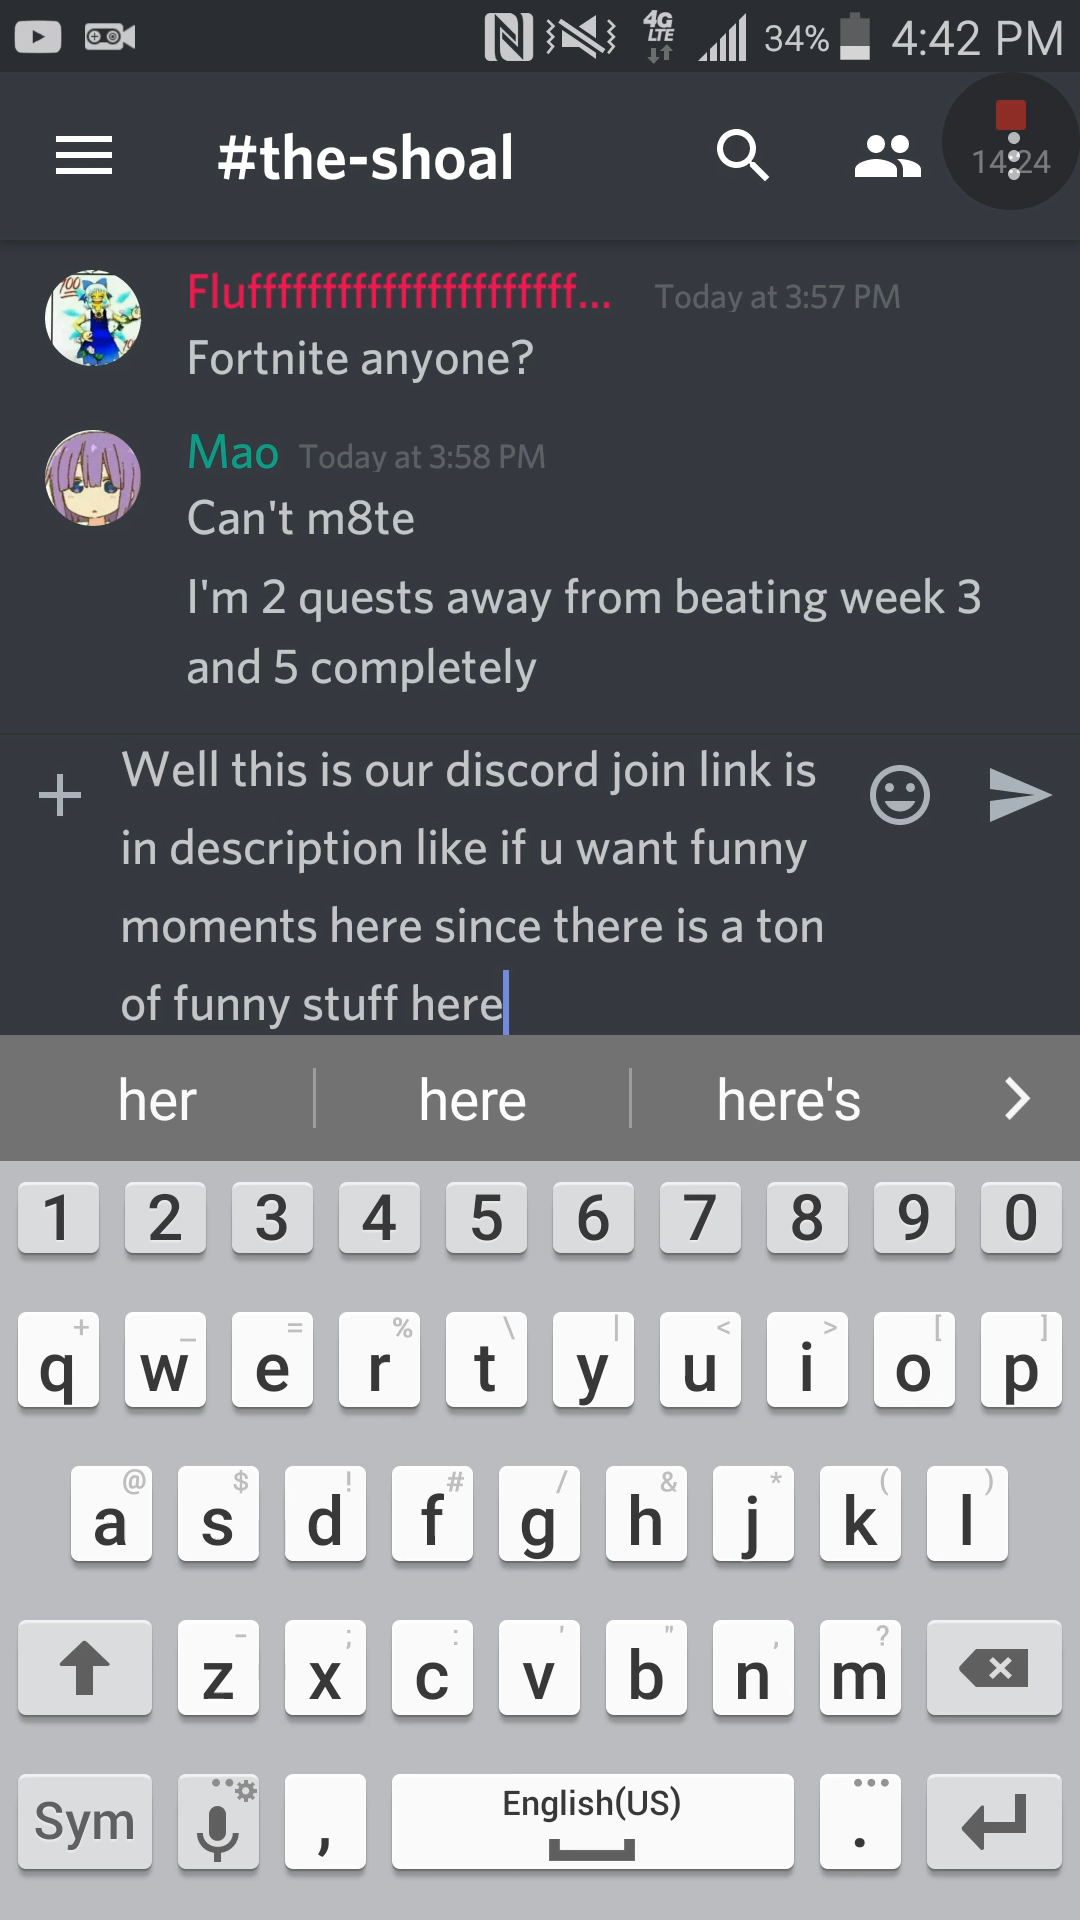 4G LTE 34% 4:42 PM
#the-shoal
14:24
Flufffffffffffffffffffffff... Today at 3:57 PM
Fortnite anyone?
Mao Today at 3:58 PM
Can't m8te
I'm 2 quests away from beating week 3
and 5 completely
Well this is our discord join link is
in description like if u want funny
moments here since there is a ton
of funny stuff here
her here here's
1 2 3 4 5 6 7 8 9 0
+ _ = % \ | < > [ ]
q w e r t y u i o p
@ $ ! # / & * ( )
a s d f g h j k l
- ; : ' " , ?
z x c v b n m
Sym , English(US) .